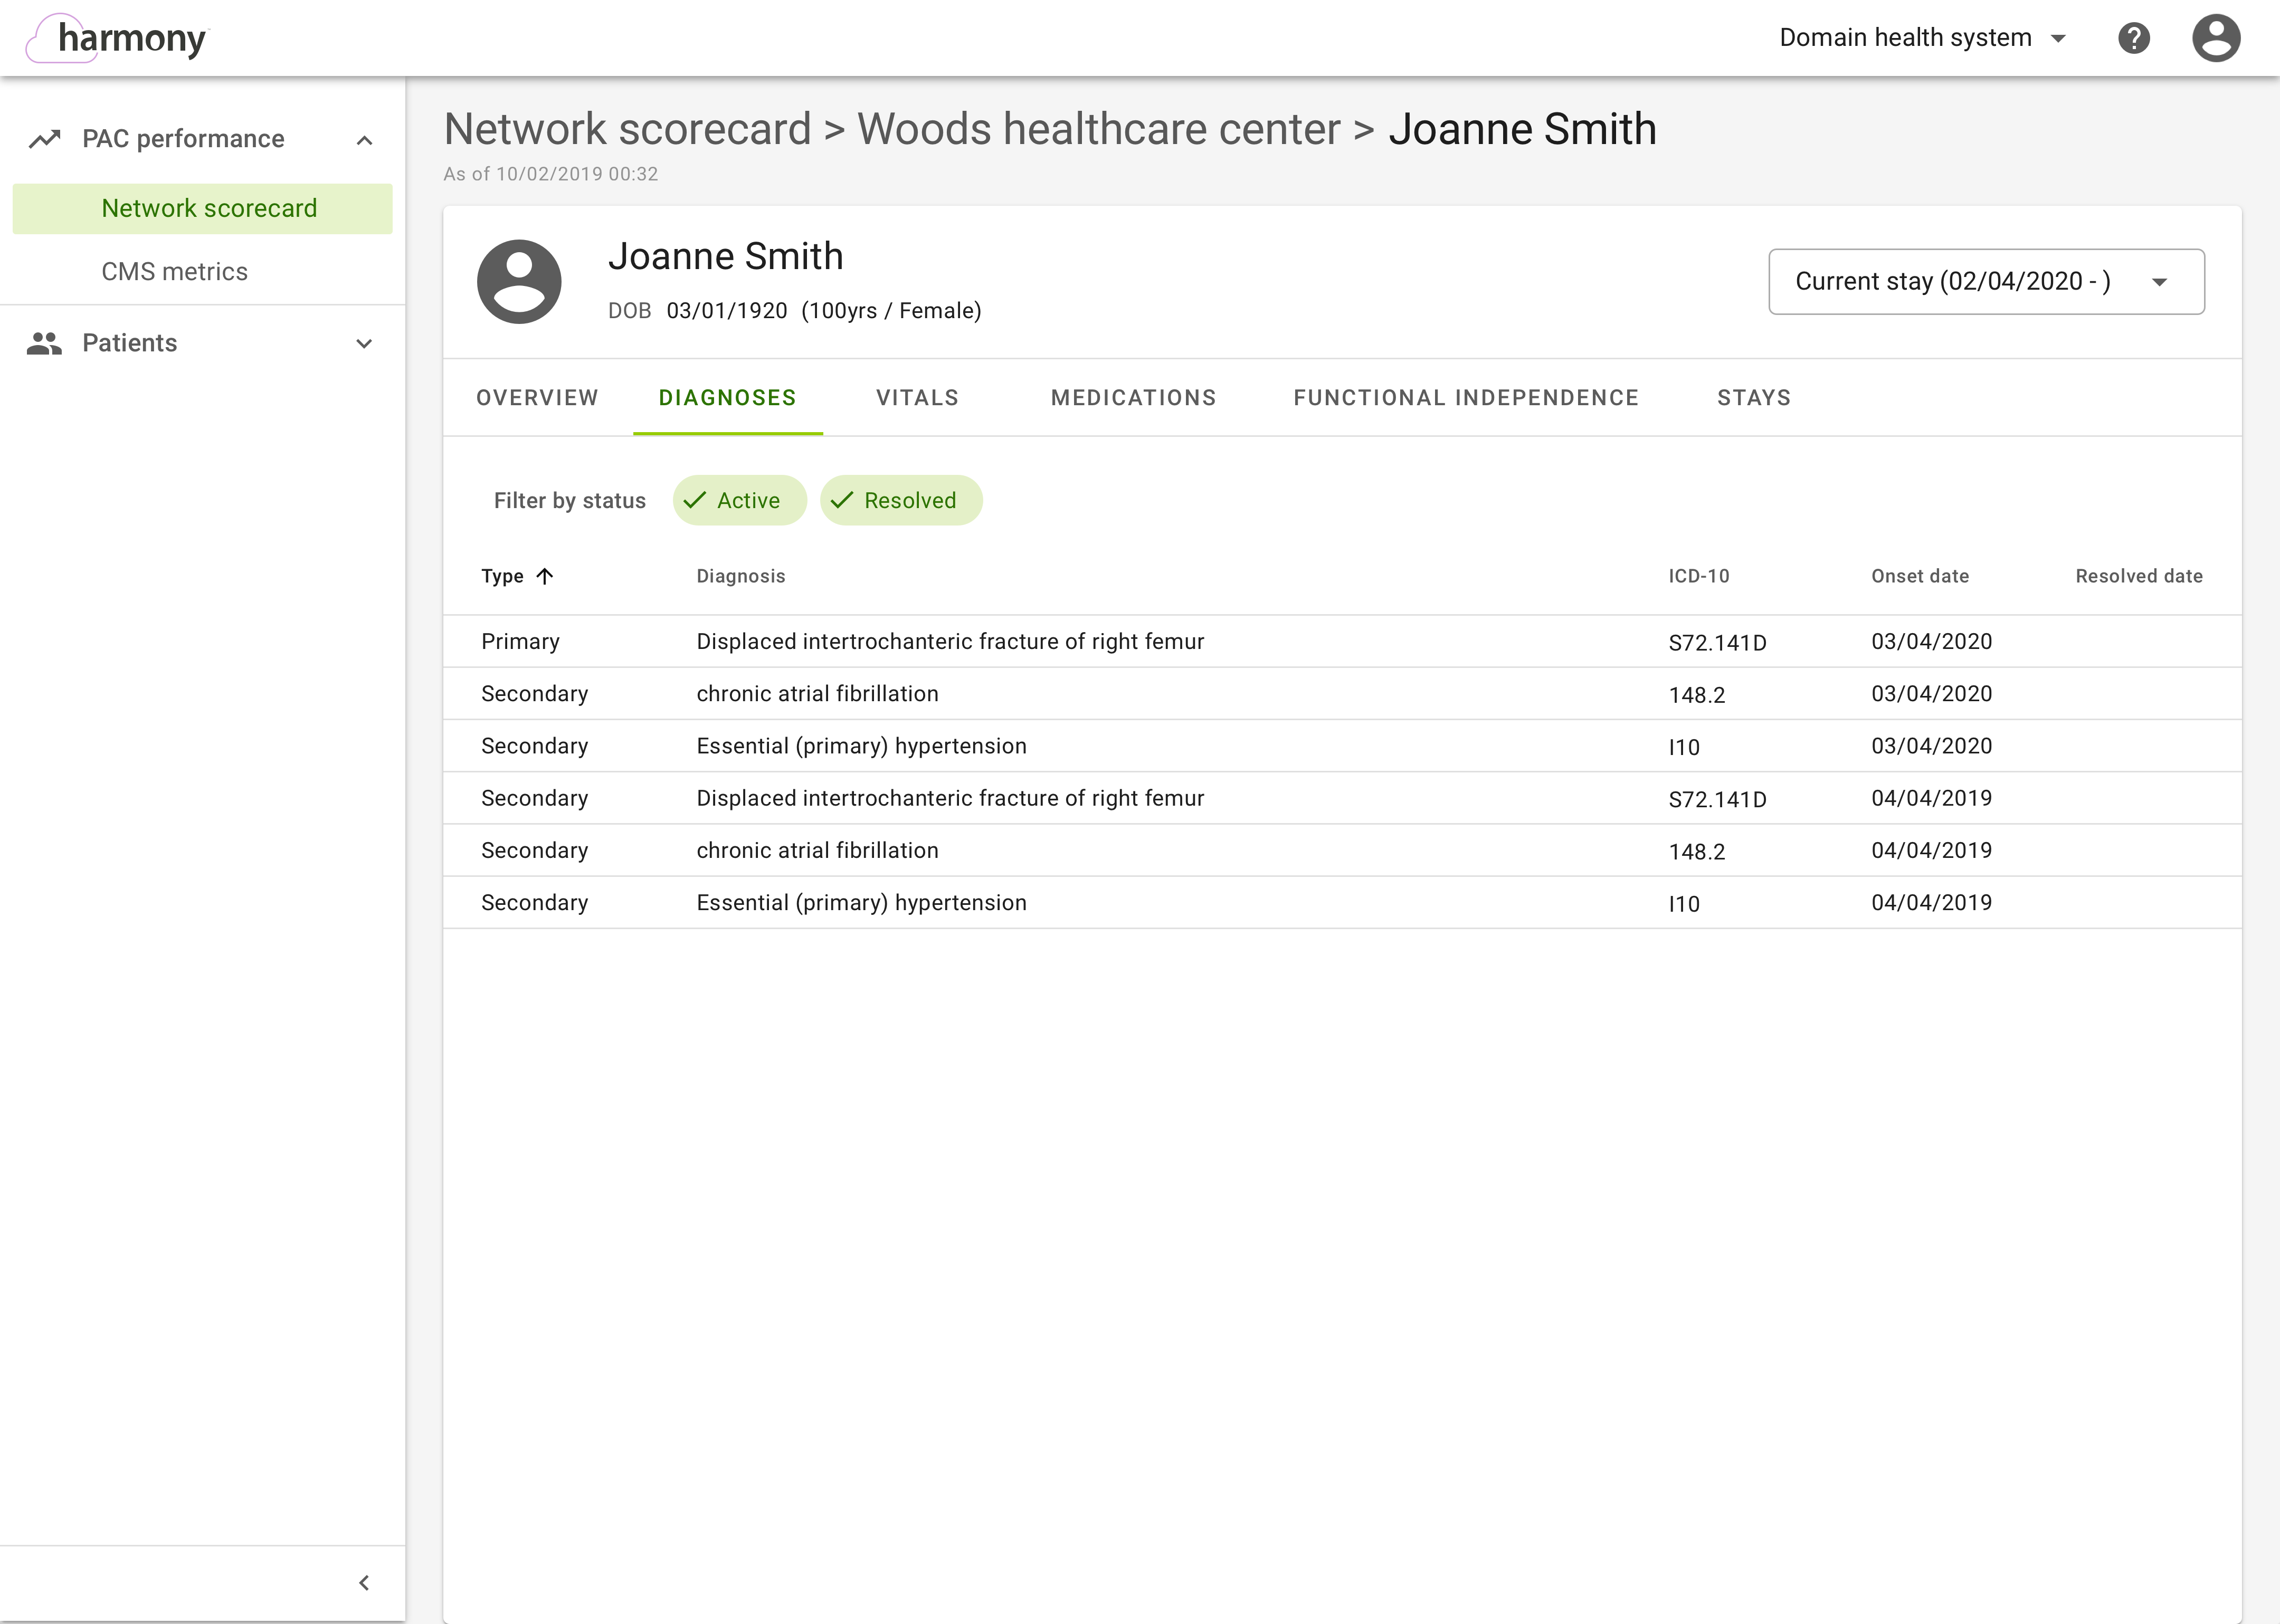 harmony
Domain health system
?
PAC performance
Network scorecard
CMS metrics
Patients
Network scorecard > Woods healthcare center > Joanne Smith
As of 10/02/2019 00:32
Joanne Smith
DOB 03/01/1920 (100yrs / Female)
Current stay (02/04/2020 - )
OVERVIEW DIAGNOSES VITALS MEDICATIONS FUNCTIONAL INDEPENDENCE STAYS
Filter by status Active Resolved
Type Diagnosis ICD-10 Onset date Resolved date
Primary Displaced intertrochanteric fracture of right femur S72.141D 03/04/2020
Secondary chronic atrial fibrillation 148.2 03/04/2020
Secondary Essential (primary) hypertension I10 03/04/2020
Secondary Displaced intertrochanteric fracture of right femur S72.141D 04/04/2019
Secondary chronic atrial fibrillation 148.2 04/04/2019
Secondary Essential (primary) hypertension I10 04/04/2019